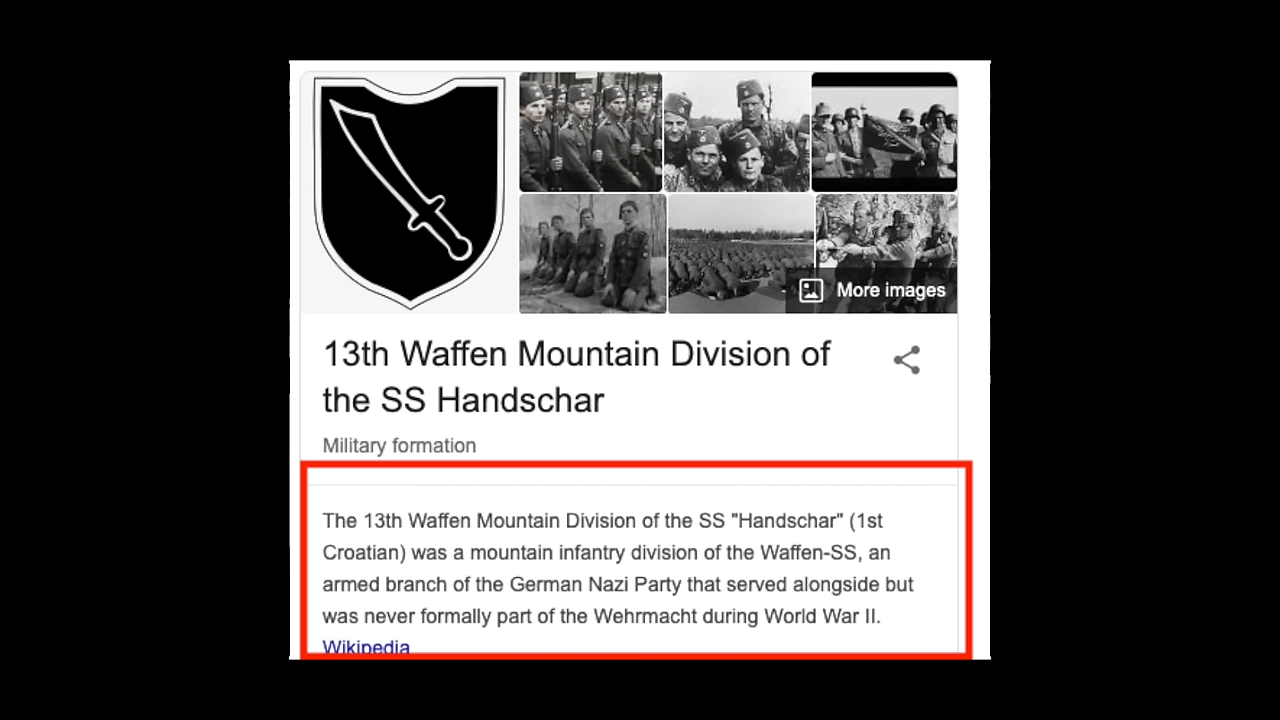 More images
13th Waffen Mountain Division of
the SS Handschar
Military formation
The 13th Waffen Mountain Division of the SS "Handschar" (1st
Croatian) was a mountain infantry division of the Waffen-SS, an
armed branch of the German Nazi Party that served alongside but
was never formally part of the Wehrmacht during World War II.
Wikipedia